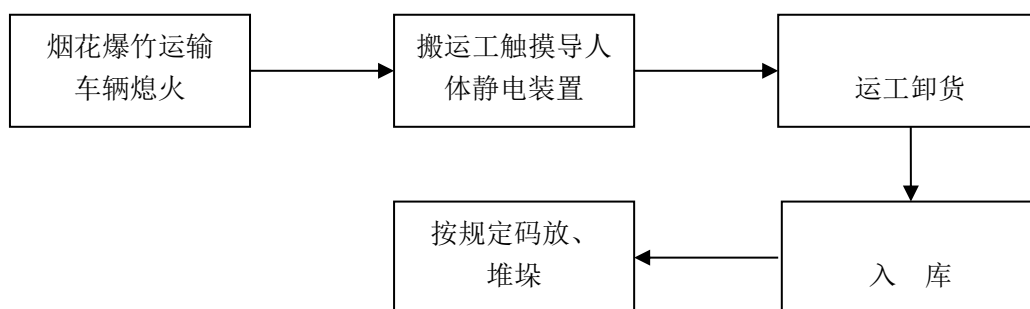 烟花爆竹运输
车辆熄火
搬运工触摸导人
体静电装置
运工卸货
入 库
按规定码放、
堆垛